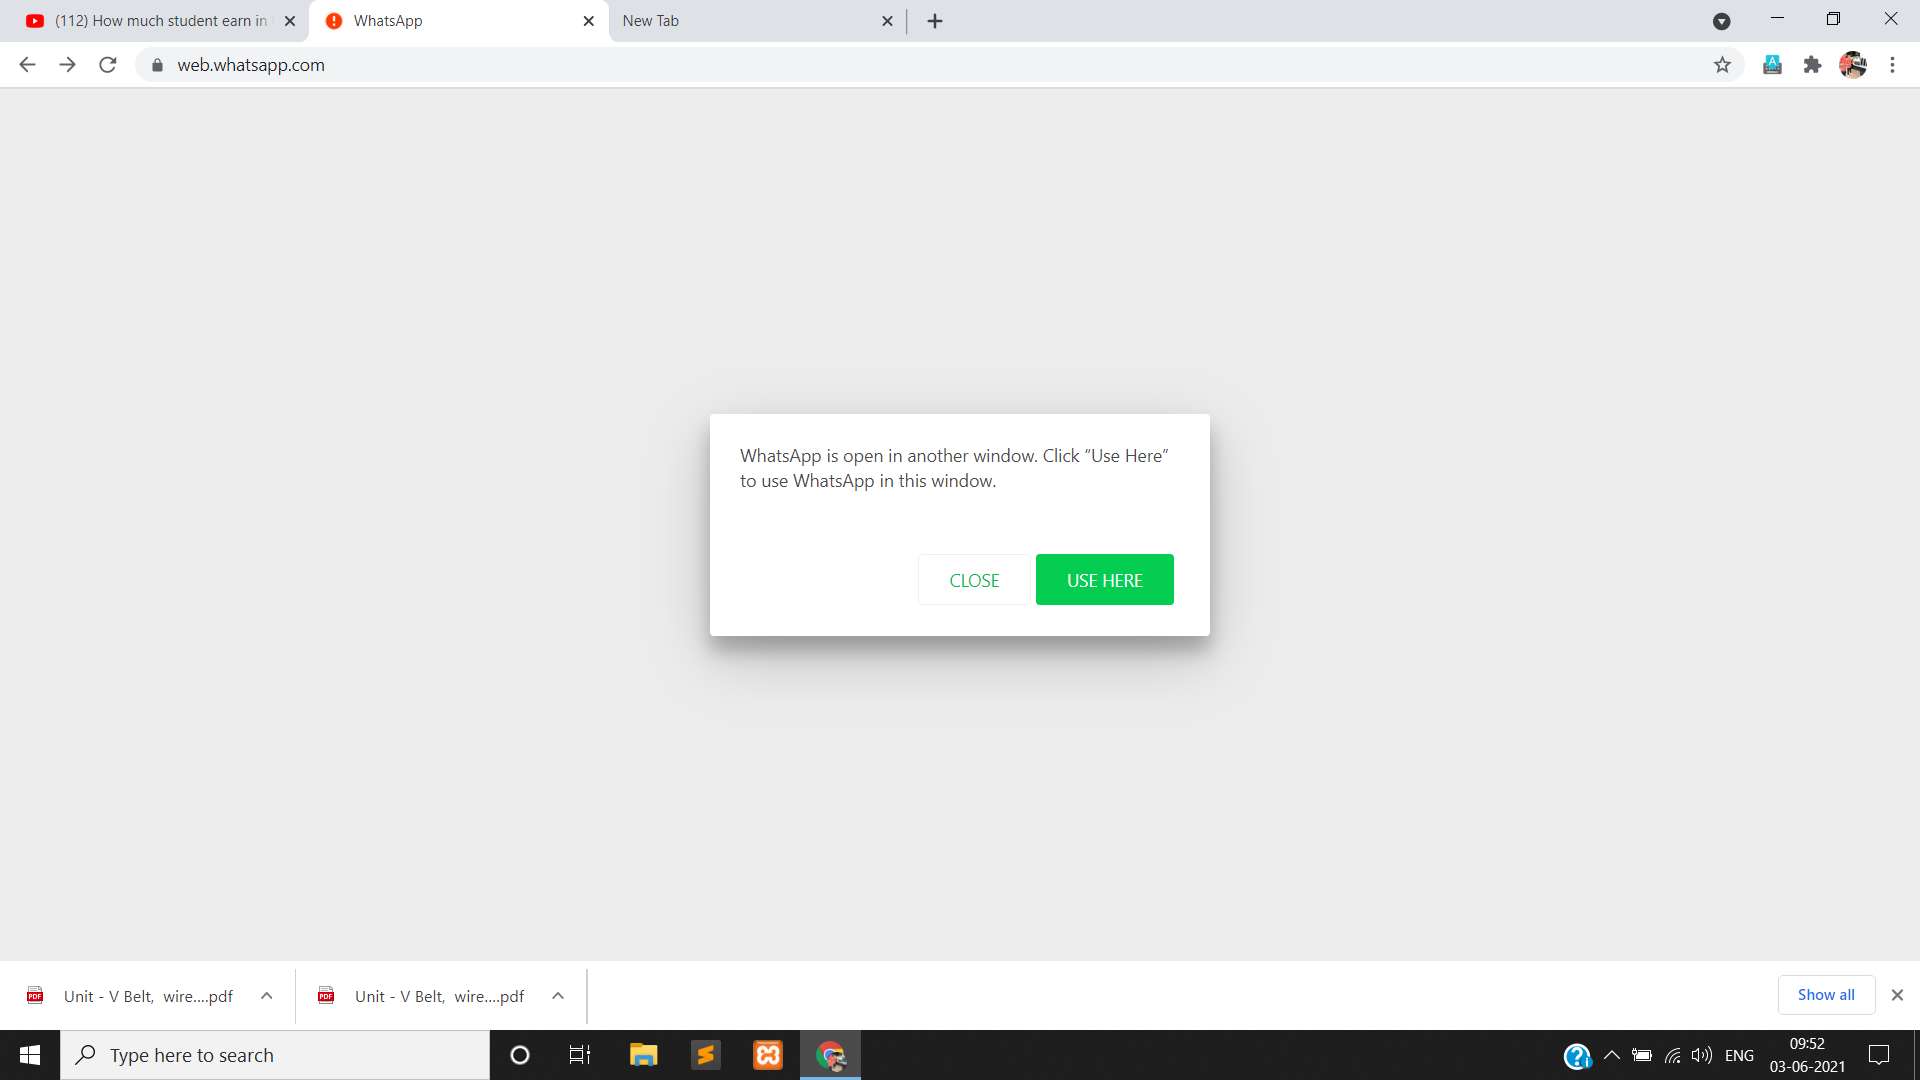 (112) How much student earn in
WhatsApp
New Tab
web.whatsapp.com
WhatsApp is open in another window. Click “Use Here”
to use WhatsApp in this window.
CLOSE
USE HERE
Unit - V Belt, wire....pdf
Unit - V Belt, wire....pdf
Show all
Type here to search
ENG
09:52
03-06-2021